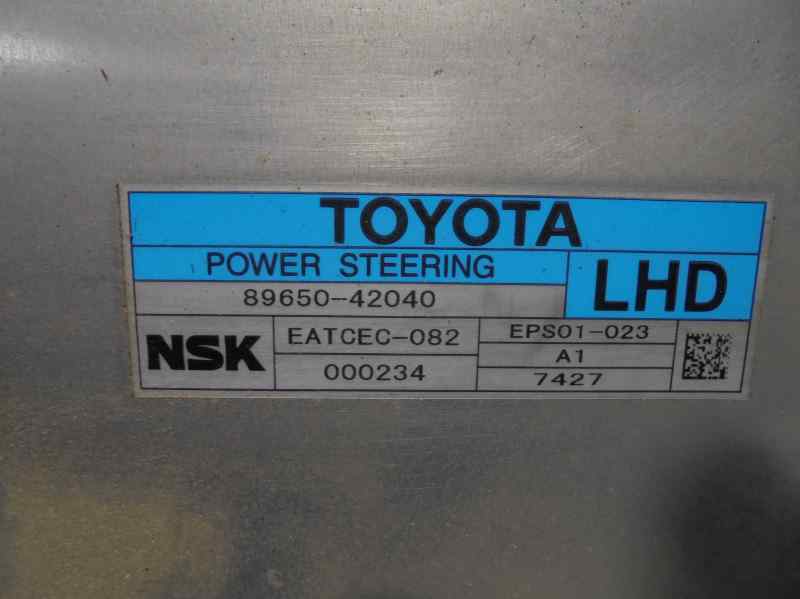 TOYOTA
POWER STEERING
LHD
89650-42040
NSK
EATCEC-082
000234
EPS01-023
A1
7427